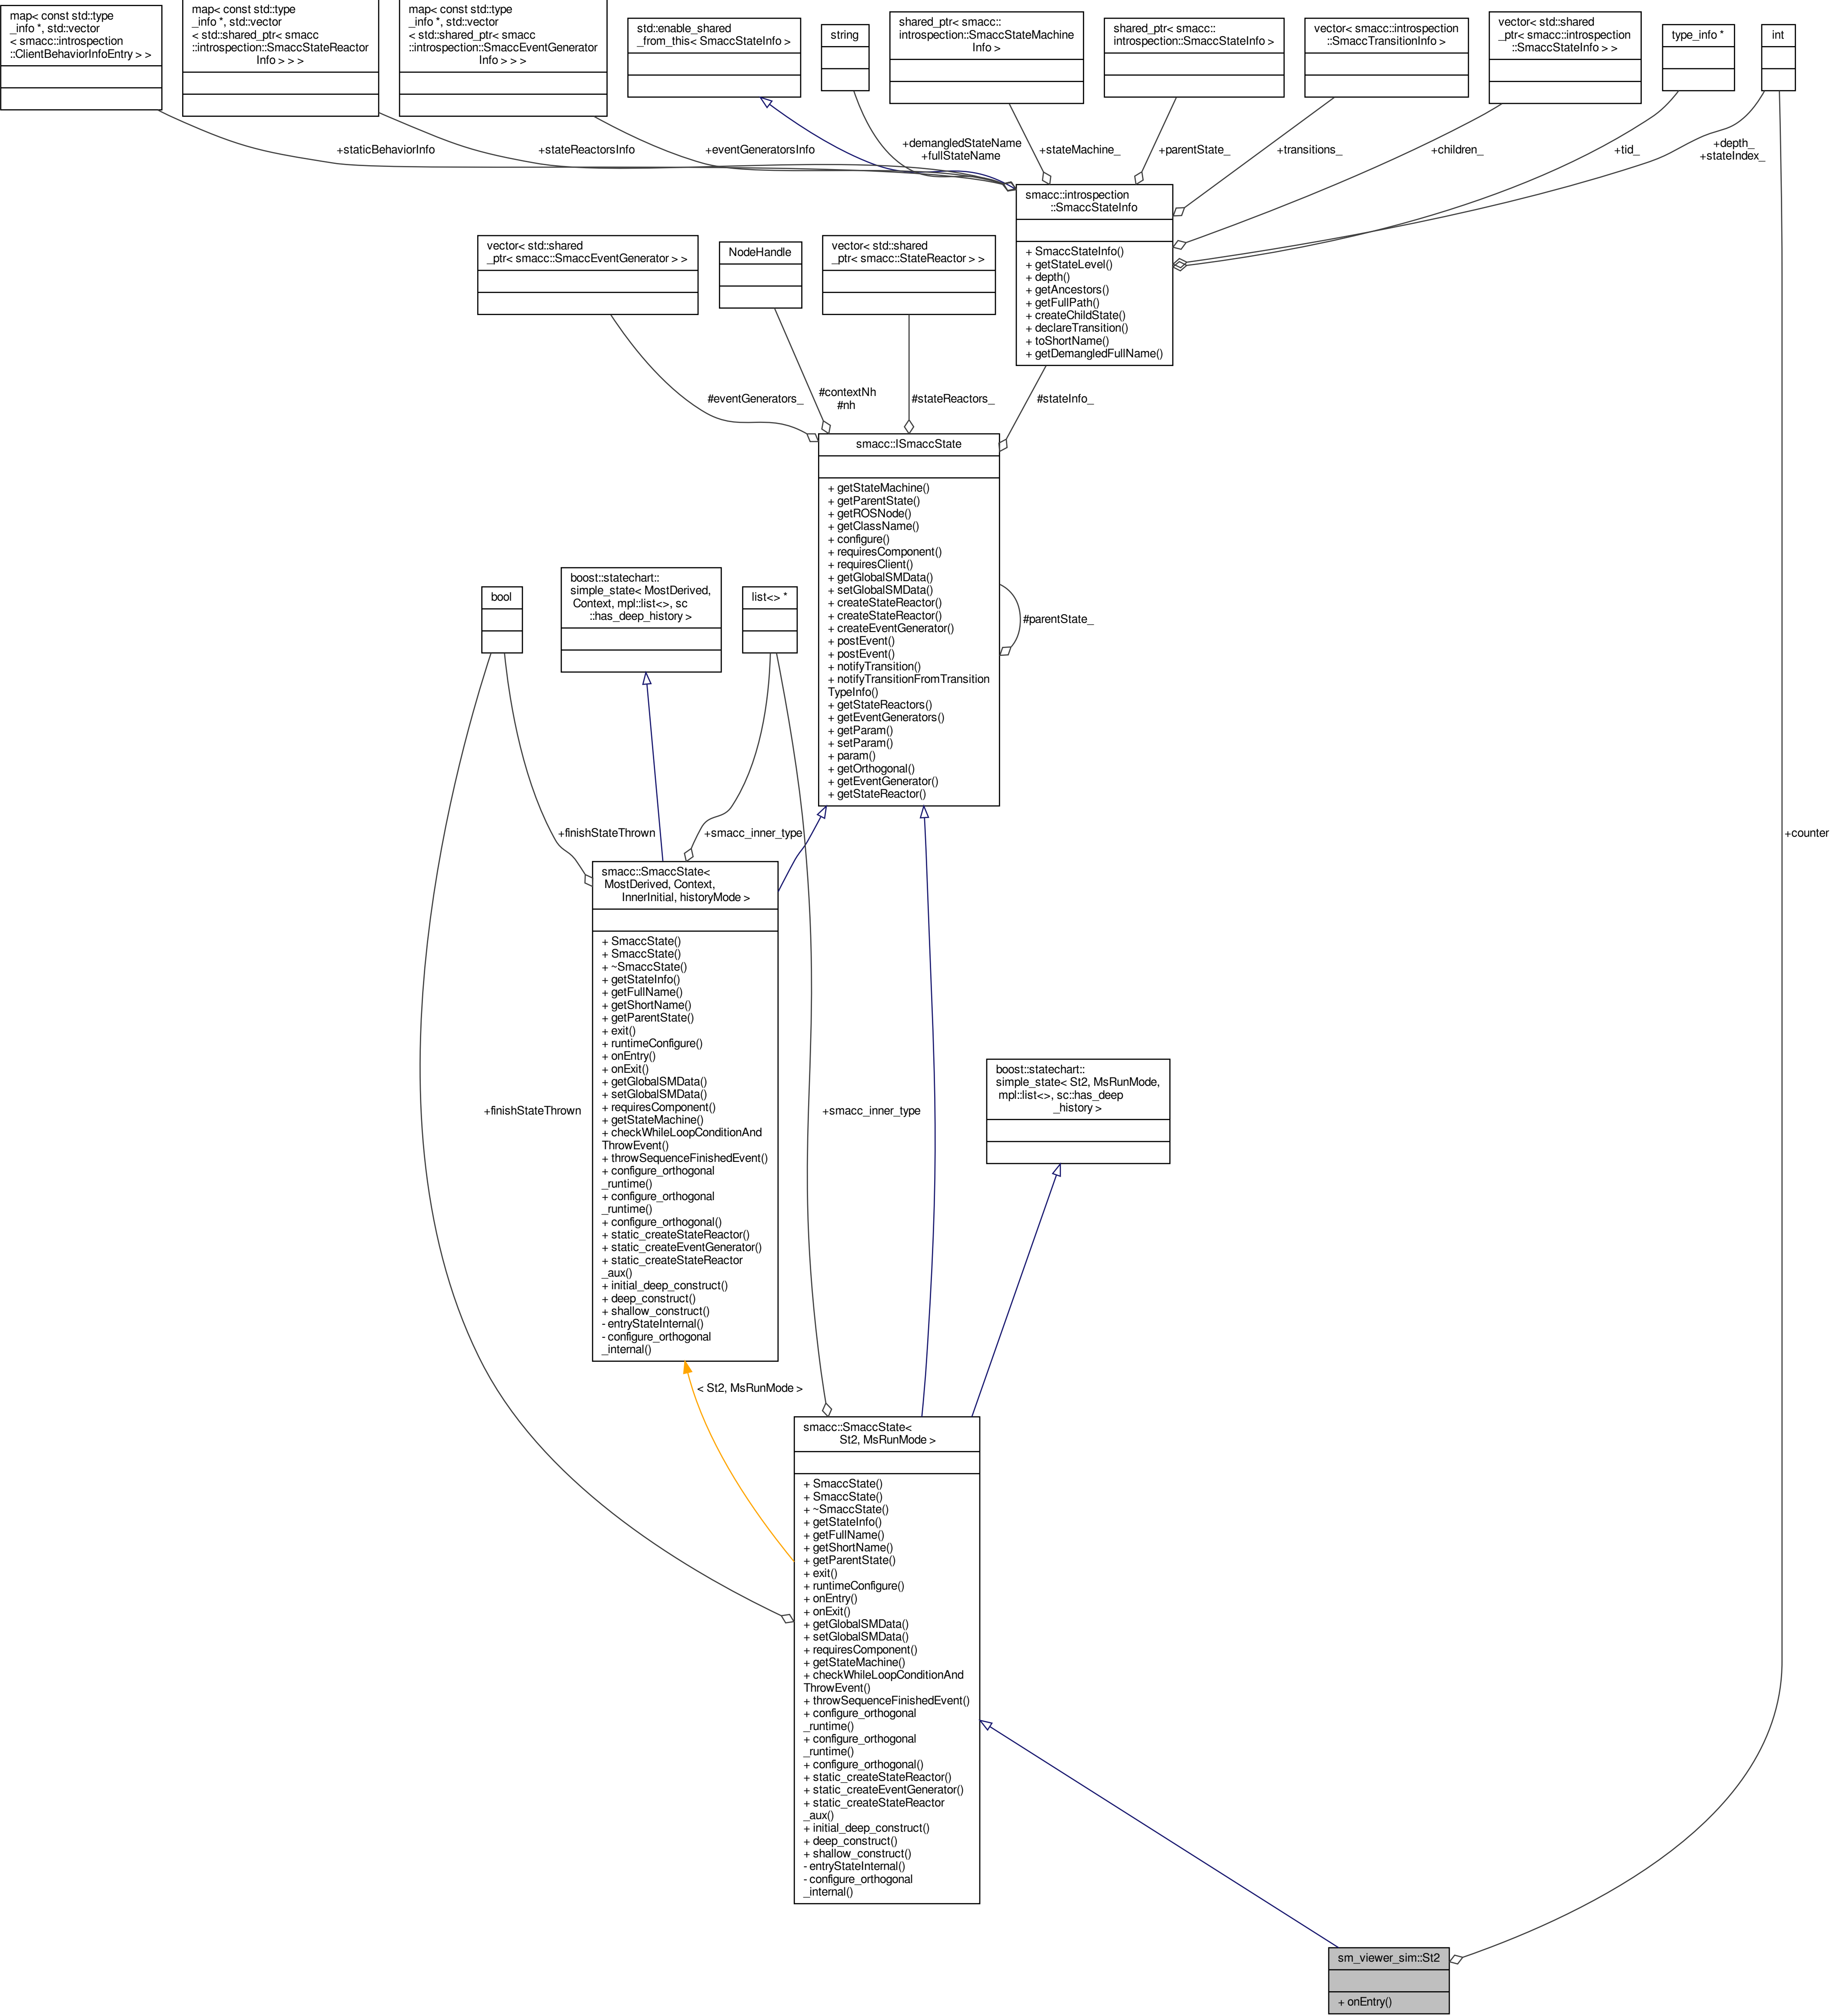 map< const std::type
_info *, std::vector
< smacc::introspection
::ClientBehaviorInfoEntry > >
map< const std::type
_info *, std::vector
< std::shared_ptr< smacc
::introspection::SmaccStateReactor
Info > > >
map< const std::type
_info *, std::vector
< std::shared_ptr< smacc
::introspection::SmaccEventGenerator
Info > > >
std::enable_shared
_from_this< SmaccStateInfo >
string
shared_ptr< smacc::
introspection::SmaccStateMachine
Info >
shared_ptr< smacc::
introspection::SmaccStateInfo >
vector< smacc::introspection
::SmaccTransitionInfo >
vector< std::shared
_ptr< smacc::introspection
::SmaccStateInfo > >
type_info *
int
+staticBehaviorInfo
+stateReactorsInfo
+eventGeneratorsInfo
+demangledStateName
+fullStateName
+stateMachine_
+parentState_
+transitions_
+children_
+tid_
+depth_
+stateIndex_
smacc::introspection
::SmaccStateInfo
+ SmaccStateInfo()
+ getStateLevel()
+ depth()
+ getAncestors()
+ getFullPath()
+ createChildState()
+ declareTransition()
+ toShortName()
+ getDemangledFullName()
vector< std::shared
_ptr< smacc::SmaccEventGenerator > >
NodeHandle
vector< std::shared
_ptr< smacc::StateReactor > >
#eventGenerators_
#contextNh
#nh
#stateReactors_
#stateInfo_
smacc::ISmaccState
+ getStateMachine()
+ getParentState()
+ getROSNode()
+ getClassName()
+ configure()
+ requiresComponent()
+ requiresClient()
+ getGlobalSMData()
+ setGlobalSMData()
+ createStateReactor()
+ createStateReactor()
+ createEventGenerator()
+ postEvent()
+ postEvent()
+ notifyTransition()
+ notifyTransitionFromTransition
TypeInfo()
+ getStateReactors()
+ getEventGenerators()
+ getParam()
+ setParam()
+ param()
+ getOrthogonal()
+ getEventGenerator()
+ getStateReactor()
#parentState_
bool
boost::statechart::
simple_state< MostDerived,
Context, mpl::list<>, sc
::has_deep_history >
list<> *
+finishStateThrown
+smacc_inner_type
+counter
smacc::SmaccState<
MostDerived, Context,
InnerInitial, historyMode >
+ SmaccState()
+ SmaccState()
+ ~SmaccState()
+ getStateInfo()
+ getFullName()
+ getShortName()
+ getParentState()
+ exit()
+ runtimeConfigure()
+ onEntry()
+ onExit()
+ getGlobalSMData()
+ setGlobalSMData()
+ requiresComponent()
+ getStateMachine()
+ checkWhileLoopConditionAnd
ThrowEvent()
+ throwSequenceFinishedEvent()
+ configure_orthogonal
_runtime()
+ configure_orthogonal
_runtime()
+ configure_orthogonal()
+ static_createStateReactor()
+ static_createEventGenerator()
+ static_createStateReactor
_aux()
+ initial_deep_construct()
+ deep_construct()
+ shallow_construct()
- entryStateInternal()
- configure_orthogonal
_internal()
+finishStateThrown
+smacc_inner_type
boost::statechart::
simple_state< St2, MsRunMode,
mpl::list<>, sc::has_deep
_history >
< St2, MsRunMode >
smacc::SmaccState<
St2, MsRunMode >
+ SmaccState()
+ SmaccState()
+ ~SmaccState()
+ getStateInfo()
+ getFullName()
+ getShortName()
+ getParentState()
+ exit()
+ runtimeConfigure()
+ onEntry()
+ onExit()
+ getGlobalSMData()
+ setGlobalSMData()
+ requiresComponent()
+ getStateMachine()
+ checkWhileLoopConditionAnd
ThrowEvent()
+ throwSequenceFinishedEvent()
+ configure_orthogonal
_runtime()
+ configure_orthogonal
_runtime()
+ configure_orthogonal()
+ static_createStateReactor()
+ static_createEventGenerator()
+ static_createStateReactor
_aux()
+ initial_deep_construct()
+ deep_construct()
+ shallow_construct()
- entryStateInternal()
- configure_orthogonal
_internal()
sm_viewer_sim::St2
+ onEntry()